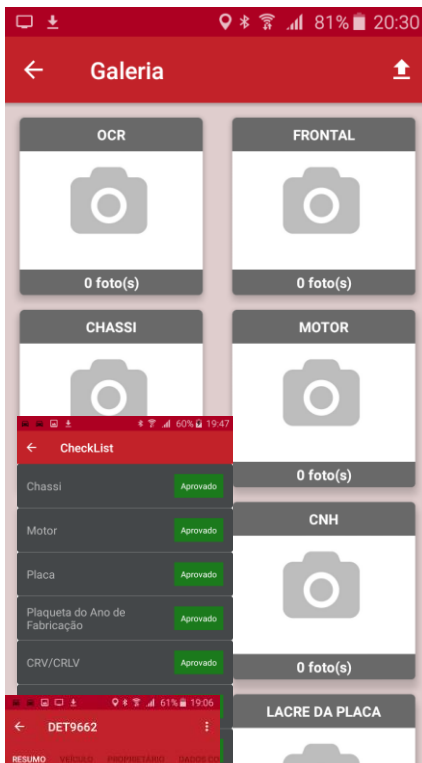 81% 20:30
Galeria
OCR
FRONTAL
0 foto(s)
0 foto(s)
CHASSI
MOTOR
60% 19:47
CheckList
Chassi
Aprovado
0 foto(s)
Motor
Aprovado
CNH
Placa
Aprovado
Plaqueta do Ano de
Fabricação
Aprovado
CRV/CRLV
Aprovado
0 foto(s)
61% 19:06
LACRE DA PLACA
DET9662
RESUMO VEÍCULO PROPRIETÁRIO DADOS DO